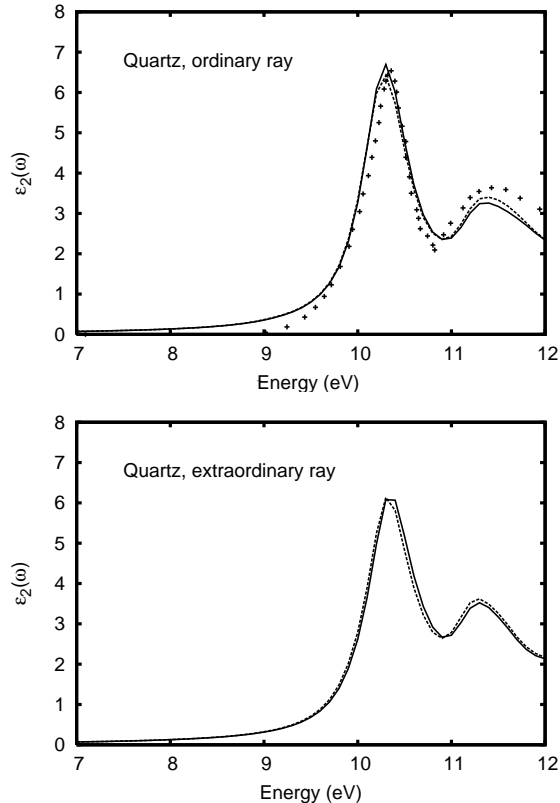 8
7
Quartz, ordinary ray
6
5
ε₂(ω)
4
3
2
1
0
7 8 9 10 11 12
Energy (eV)
8
7
Quartz, extraordinary ray
6
5
ε₂(ω)
4
3
2
1
0
7 8 9 10 11 12
Energy (eV)